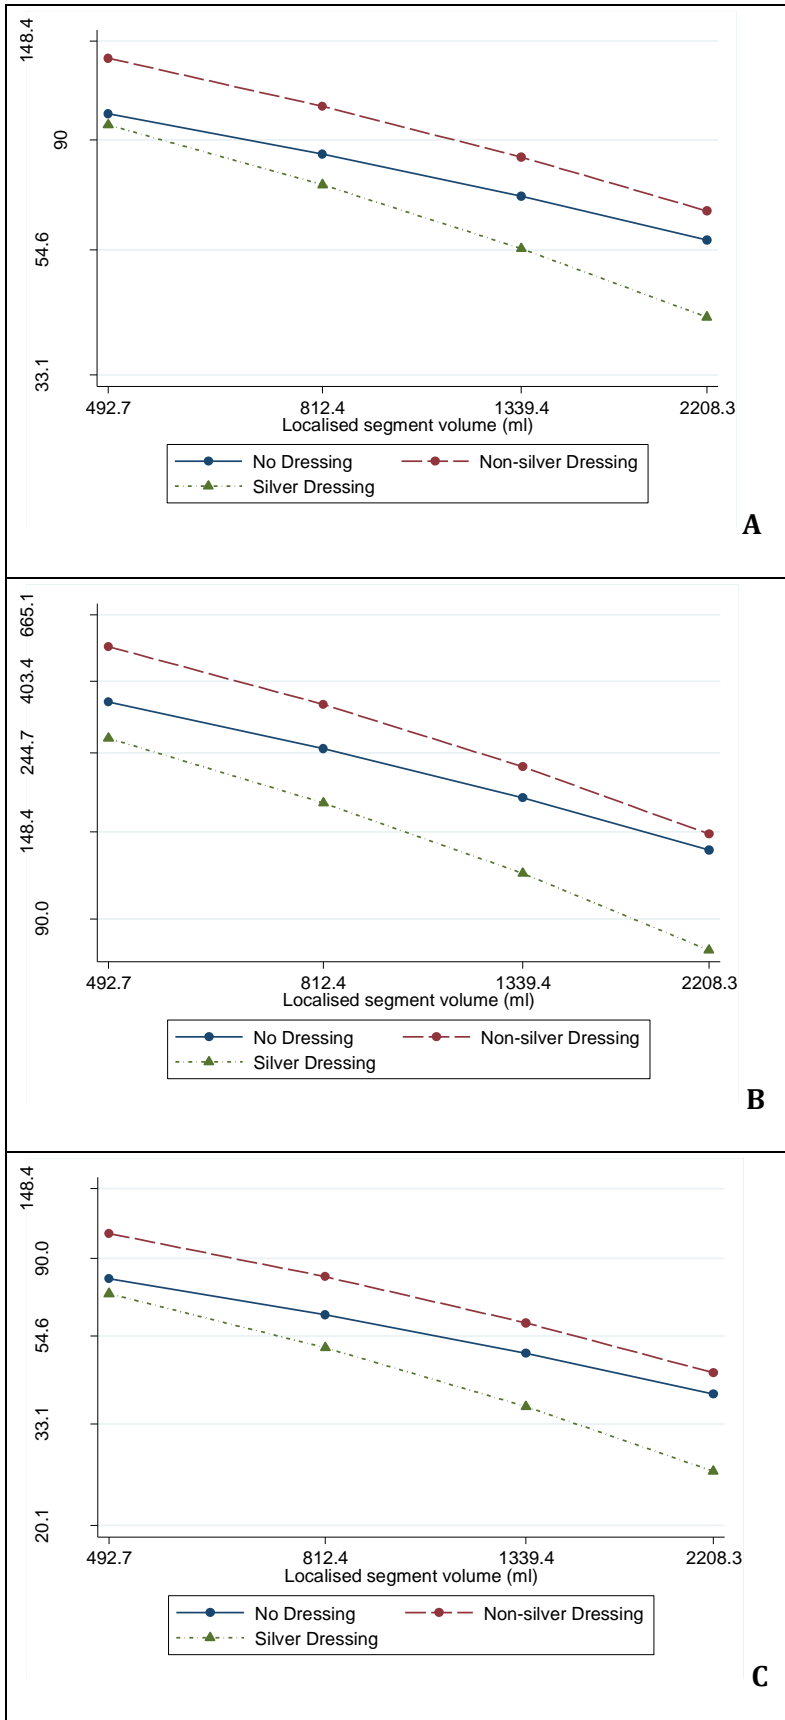 148.4
90
54.6
33.1
492.7 812.4 1339.4 2208.3
Localised segment volume (ml)
No Dressing Non-silver Dressing
Silver Dressing
A
665.1
403.4
244.7
148.4
90.0
492.7 812.4 1339.4 2208.3
Localised segment volume (ml)
No Dressing Non-silver Dressing
Silver Dressing
B
148.4
90.0
54.6
33.1
20.1
492.7 812.4 1339.4 2208.3
Localised segment volume (ml)
No Dressing Non-silver Dressing
Silver Dressing
C